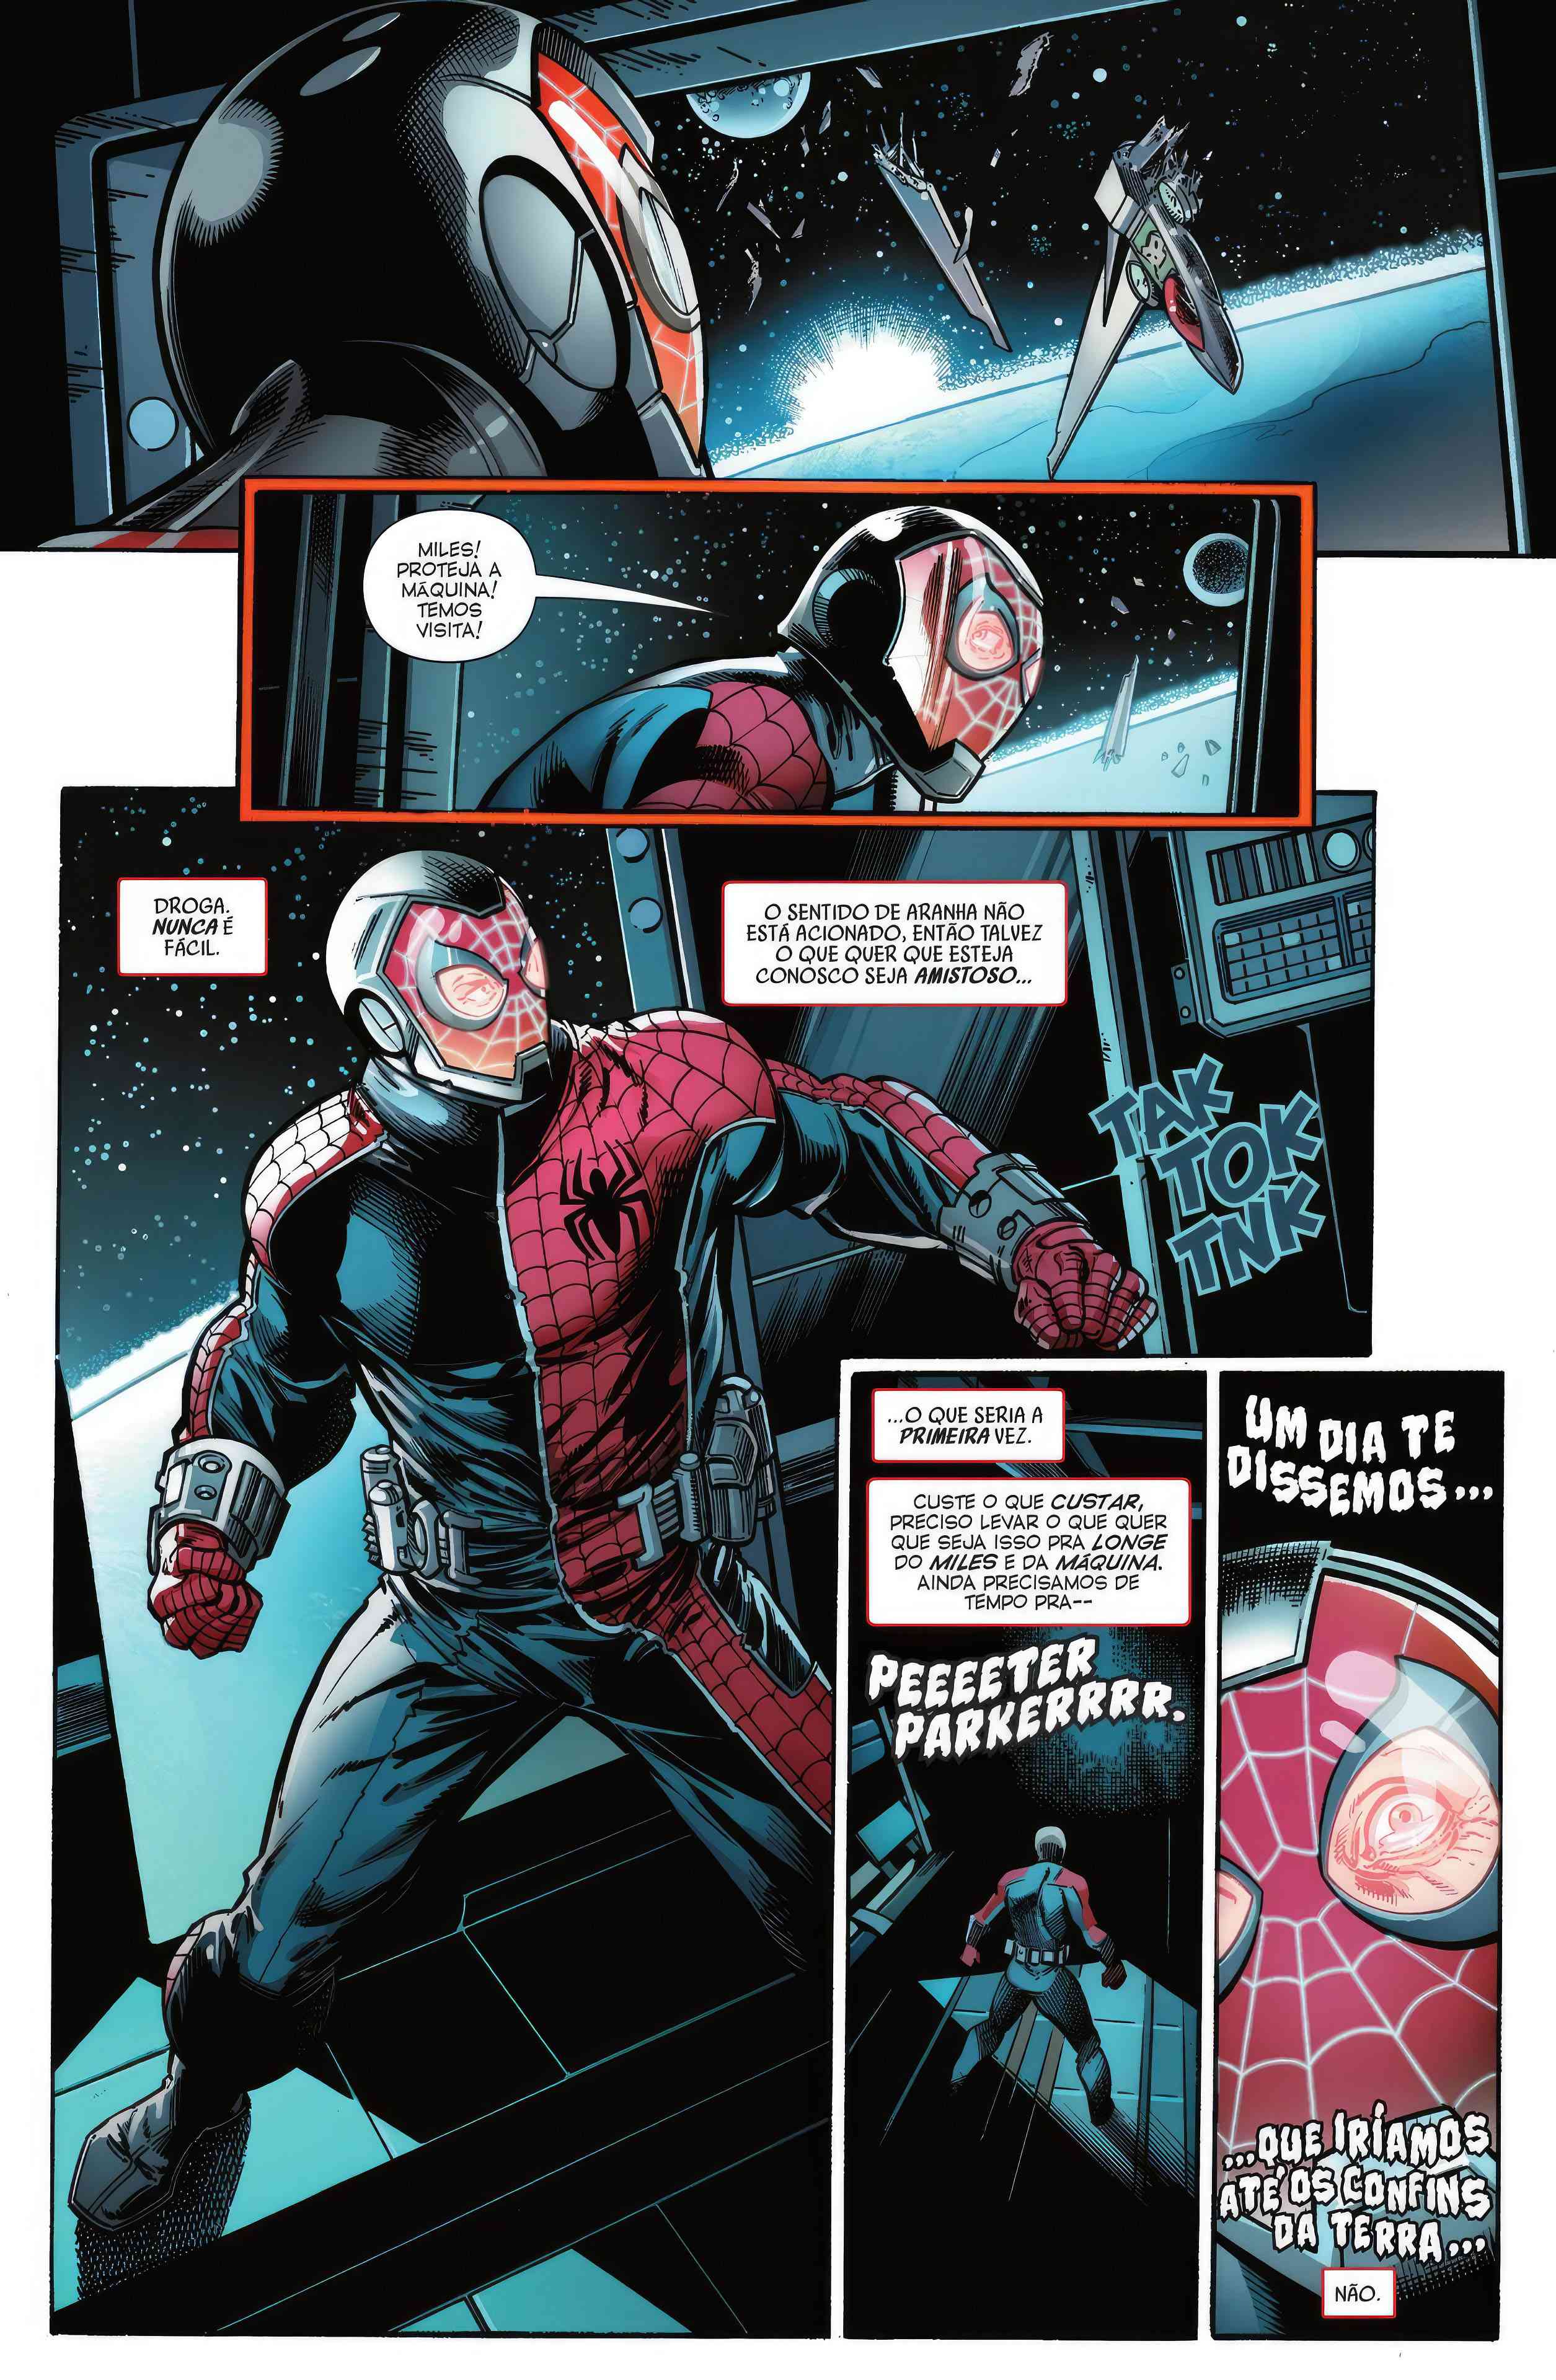 MILES!
PROTEJA A
MÁQUINA!
TEMOS
VISITA!
DROGA.
NUNCA É
FÁCIL.
O SENTIDO DE ARANHA NÃO
ESTÁ ACIONADO, ENTÃO TALVEZ
O QUE QUER QUE ESTEJA
CONOSCO SEJA AMISTOSO...
TAK
TOK
TNK
...O QUE SERIA A
PRIMEIRA VEZ.
CUSTE O QUE CUSTAR,
PRECISO LEVAR O QUE QUER
QUE SEJA ISSO PRA LONGE
DO MILES E DA MÁQUINA.
AINDA PRECISAMOS DE
TEMPO PRA--
PEEEETER
PARKERRRR.
UM DIA TE
DISSEMOS...
...QUE IRÍAMOS
ATÉ OS CONFINS
DA TERRA...
NÃO.